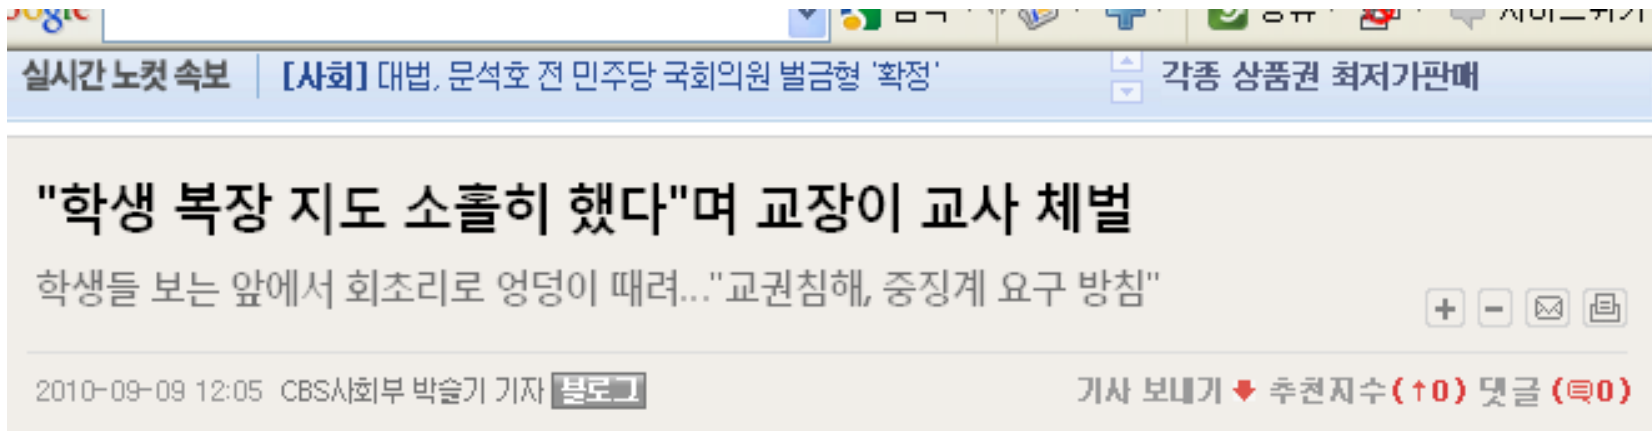 실시간 노컷 속보 [사회] 대법, 문석호 전 민주당 국회의원 벌금형 '확정' 각종 상품권 최저가판매
"학생 복장 지도 소홀히 했다"며 교장이 교사 체벌
학생들 보는 앞에서 회초리로 엉덩이 때려..."교권침해, 중징계 요구 방침"
2010-09-09 12:05 CBS사회부 박슬기 기자 블로그 기사 보내기 추천지수(↑0) 댓글 (0)